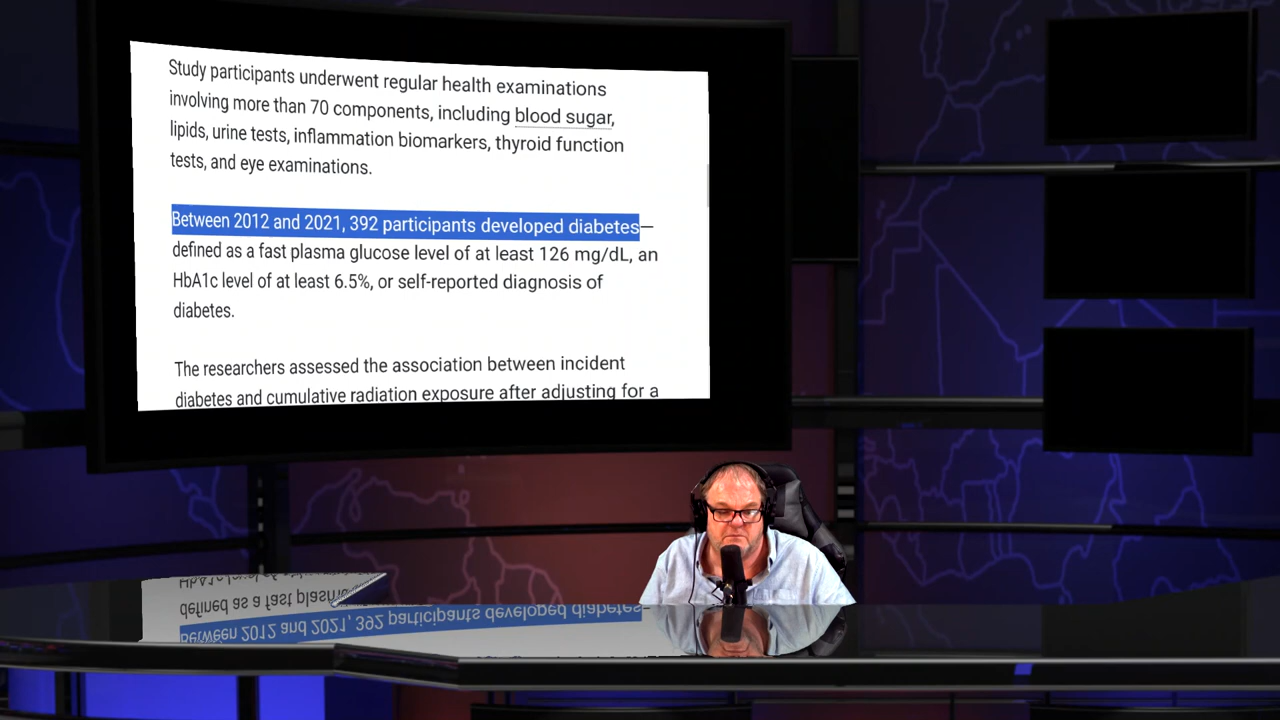 Study participants underwent regular health examinations
involving more than 70 components, including blood sugar,
lipids, urine tests, inflammation biomarkers, thyroid function
tests, and eye examinations.
Between 2012 and 2021, 392 participants developed diabetes—
defined as a fast plasma glucose level of at least 126 mg/dL, an
HbA1c level of at least 6.5%, or self-reported diagnosis of
diabetes.
The researchers assessed the association between incident
diabetes and cumulative radiation exposure after adjusting for a